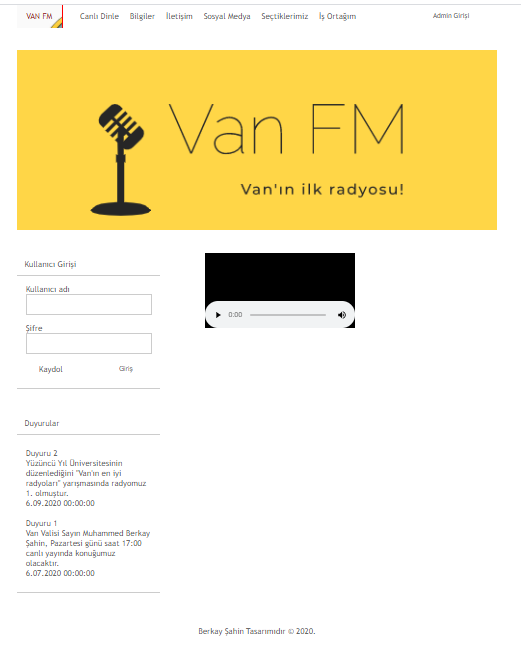 VAN FM Canlı Dinle Bilgiler İletişim Sosyal Medya Seçtiklerimiz İş Ortağım Admin Girişi
Van FM
Van'ın ilk radyosu!
Kullanıcı Girişi
Kullanıcı adı
Şifre
Kaydol Giriş
0:00
Duyurular
Duyuru 2
Yüzüncü Yıl Üniversitesinin
düzenlediğini "Van'ın en iyi
radyoları" yarışmasında radyomuz
1. olmuştur.
6.09.2020 00:00:00
Duyuru 1
Van Valisi Sayın Muhammed Berkay
Şahin, Pazartesi günü saat 17:00
canlı yayında konuğumuz
olacaktır.
6.07.2020 00:00:00
Berkay Şahin Tasarımıdır © 2020.